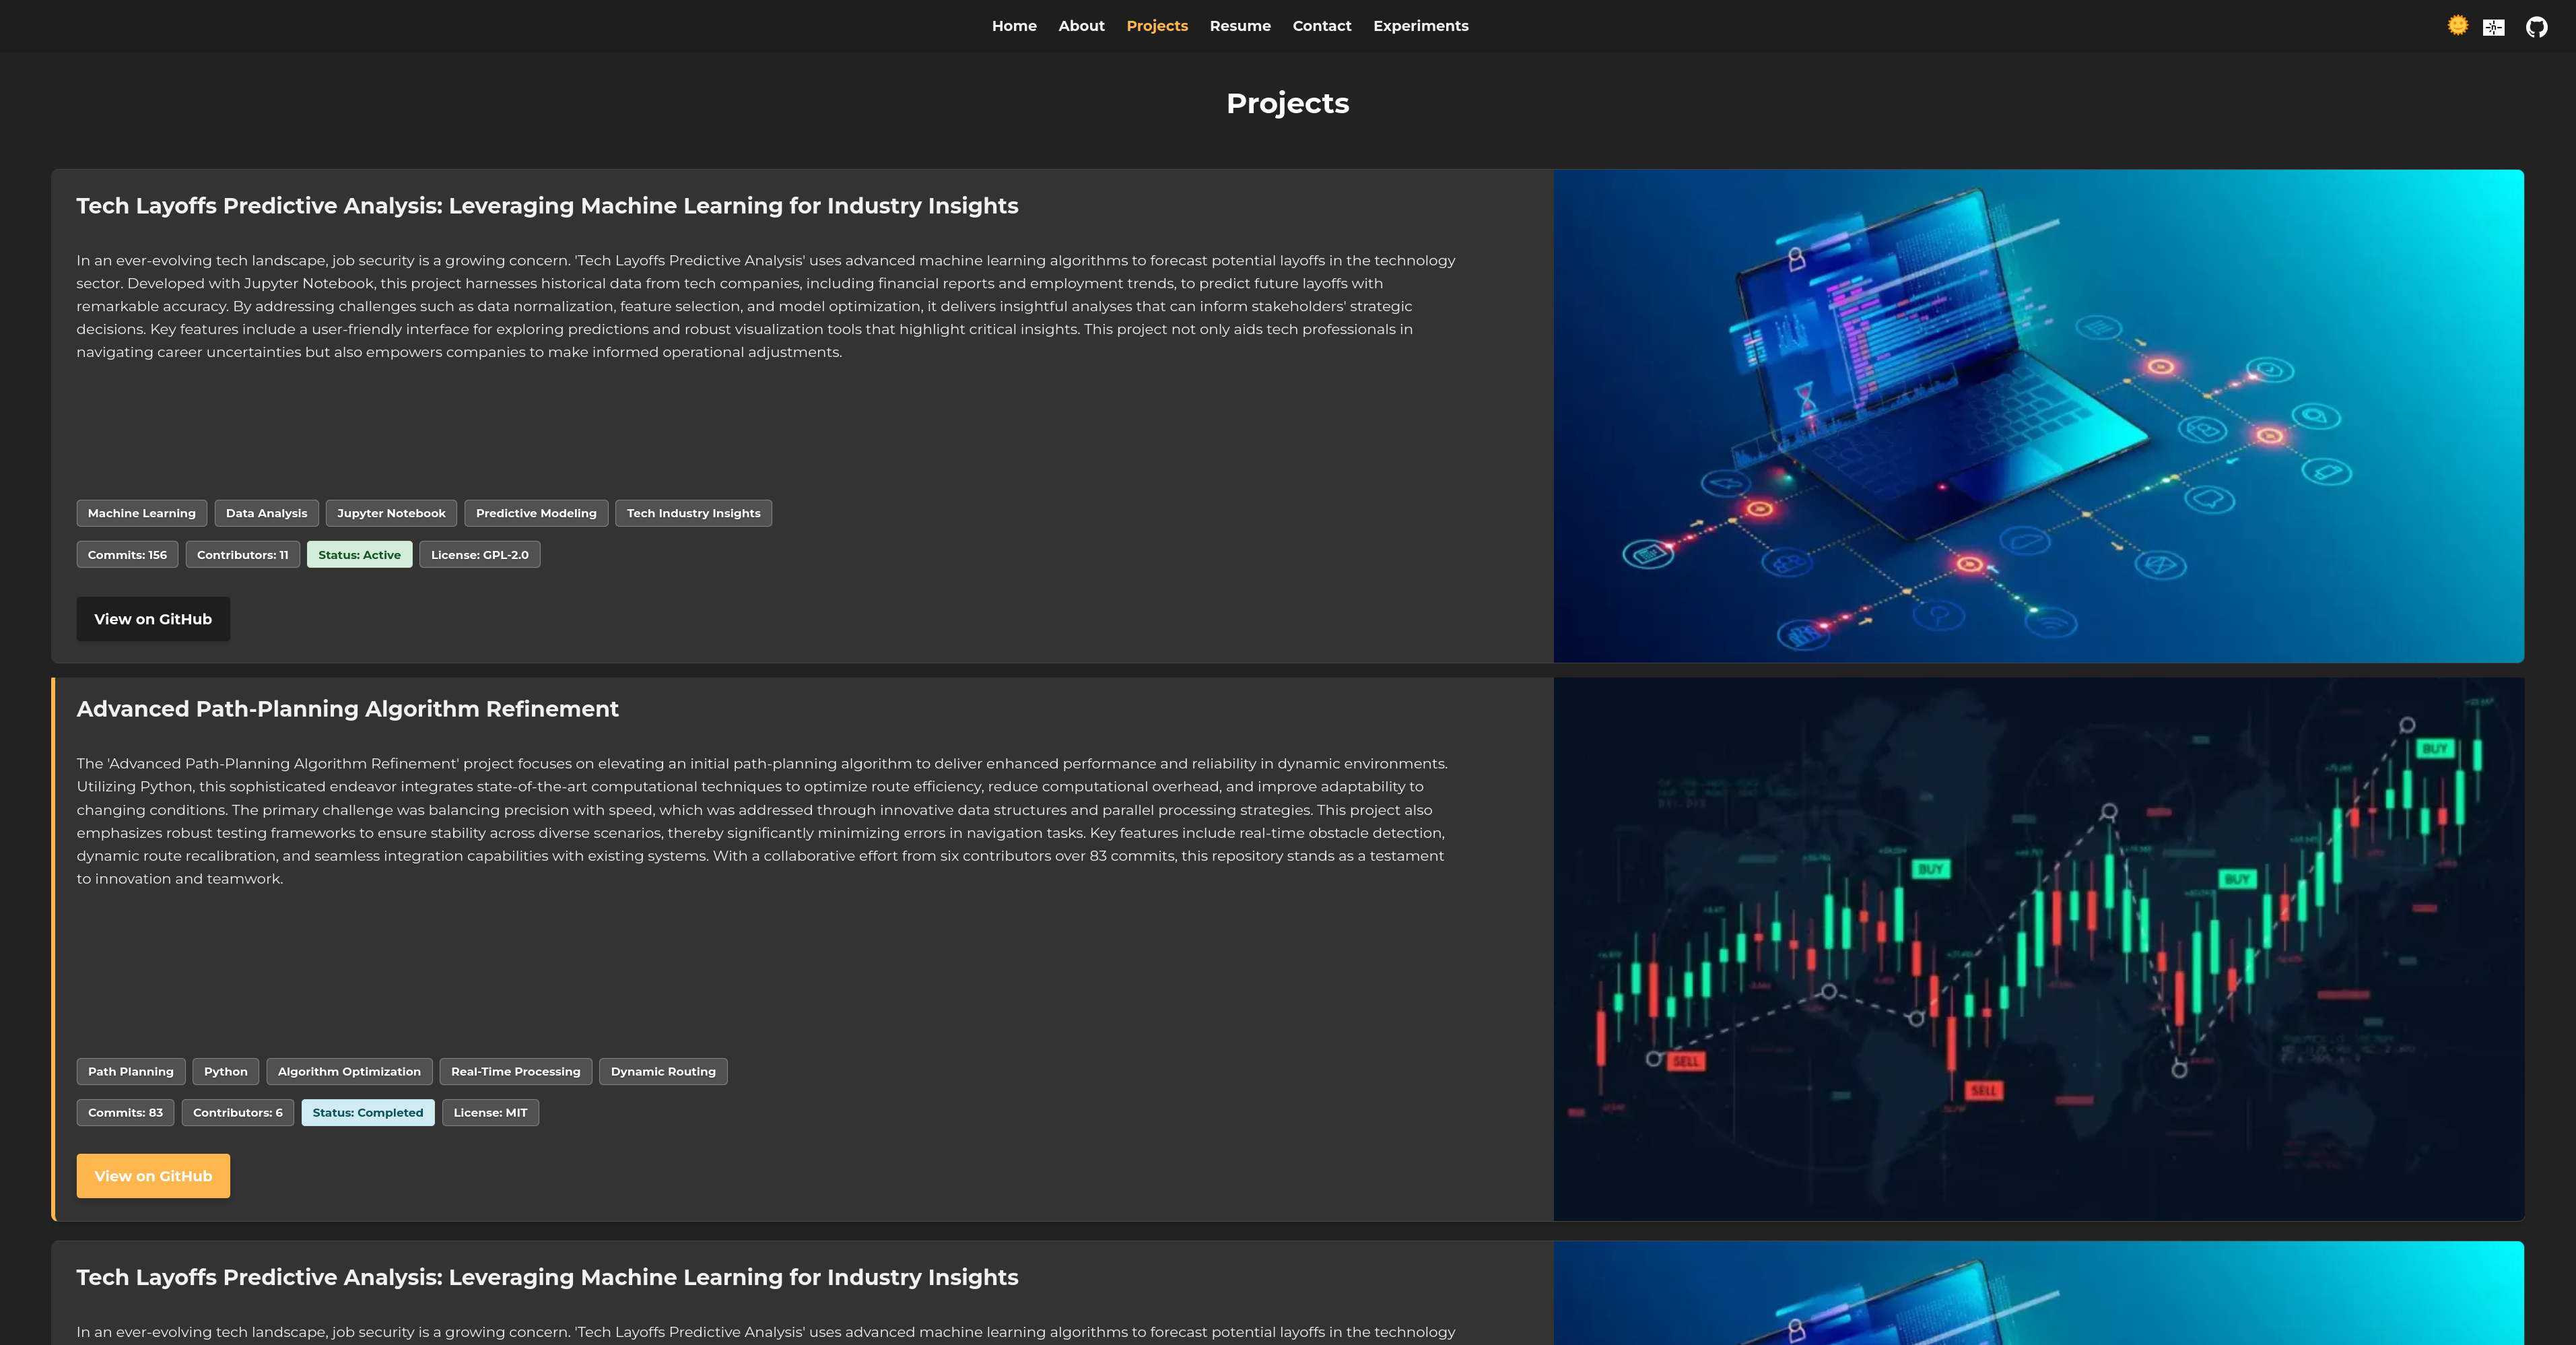 Home About Projects Resume Contact Experiments
Projects
Tech Layoffs Predictive Analysis: Leveraging Machine Learning for Industry Insights
In an ever-evolving tech landscape, job security is a growing concern. 'Tech Layoffs Predictive Analysis' uses advanced machine learning algorithms to forecast potential layoffs in the technology
sector. Developed with Jupyter Notebook, this project harnesses historical data from tech companies, including financial reports and employment trends, to predict future layoffs with
remarkable accuracy. By addressing challenges such as data normalization, feature selection, and model optimization, it delivers insightful analyses that can inform stakeholders' strategic
decisions. Key features include a user-friendly interface for exploring predictions and robust visualization tools that highlight critical insights. This project not only aids tech professionals in
navigating career uncertainties but also empowers companies to make informed operational adjustments.
Machine Learning Data Analysis Jupyter Notebook Predictive Modeling Tech Industry Insights
Commits: 156 Contributors: 11 Status: Active License: GPL-2.0
View on GitHub
Advanced Path-Planning Algorithm Refinement
The 'Advanced Path-Planning Algorithm Refinement' project focuses on elevating an initial path-planning algorithm to deliver enhanced performance and reliability in dynamic environments.
Utilizing Python, this sophisticated endeavor integrates state-of-the-art computational techniques to optimize route efficiency, reduce computational overhead, and improve adaptability to
changing conditions. The primary challenge was balancing precision with speed, which was addressed through innovative data structures and parallel processing strategies. This project also
emphasizes robust testing frameworks to ensure stability across diverse scenarios, thereby significantly minimizing errors in navigation tasks. Key features include real-time obstacle detection,
dynamic route recalibration, and seamless integration capabilities with existing systems. With a collaborative effort from six contributors over 83 commits, this repository stands as a testament
to innovation and teamwork.
Path Planning Python Algorithm Optimization Real-Time Processing Dynamic Routing
Commits: 83 Contributors: 6 Status: Completed License: MIT
View on GitHub
BUY
BUY
BUY
SELL
SELL
Tech Layoffs Predictive Analysis: Leveraging Machine Learning for Industry Insights
In an ever-evolving tech landscape, job security is a growing concern. 'Tech Layoffs Predictive Analysis' uses advanced machine learning algorithms to forecast potential layoffs in the technology